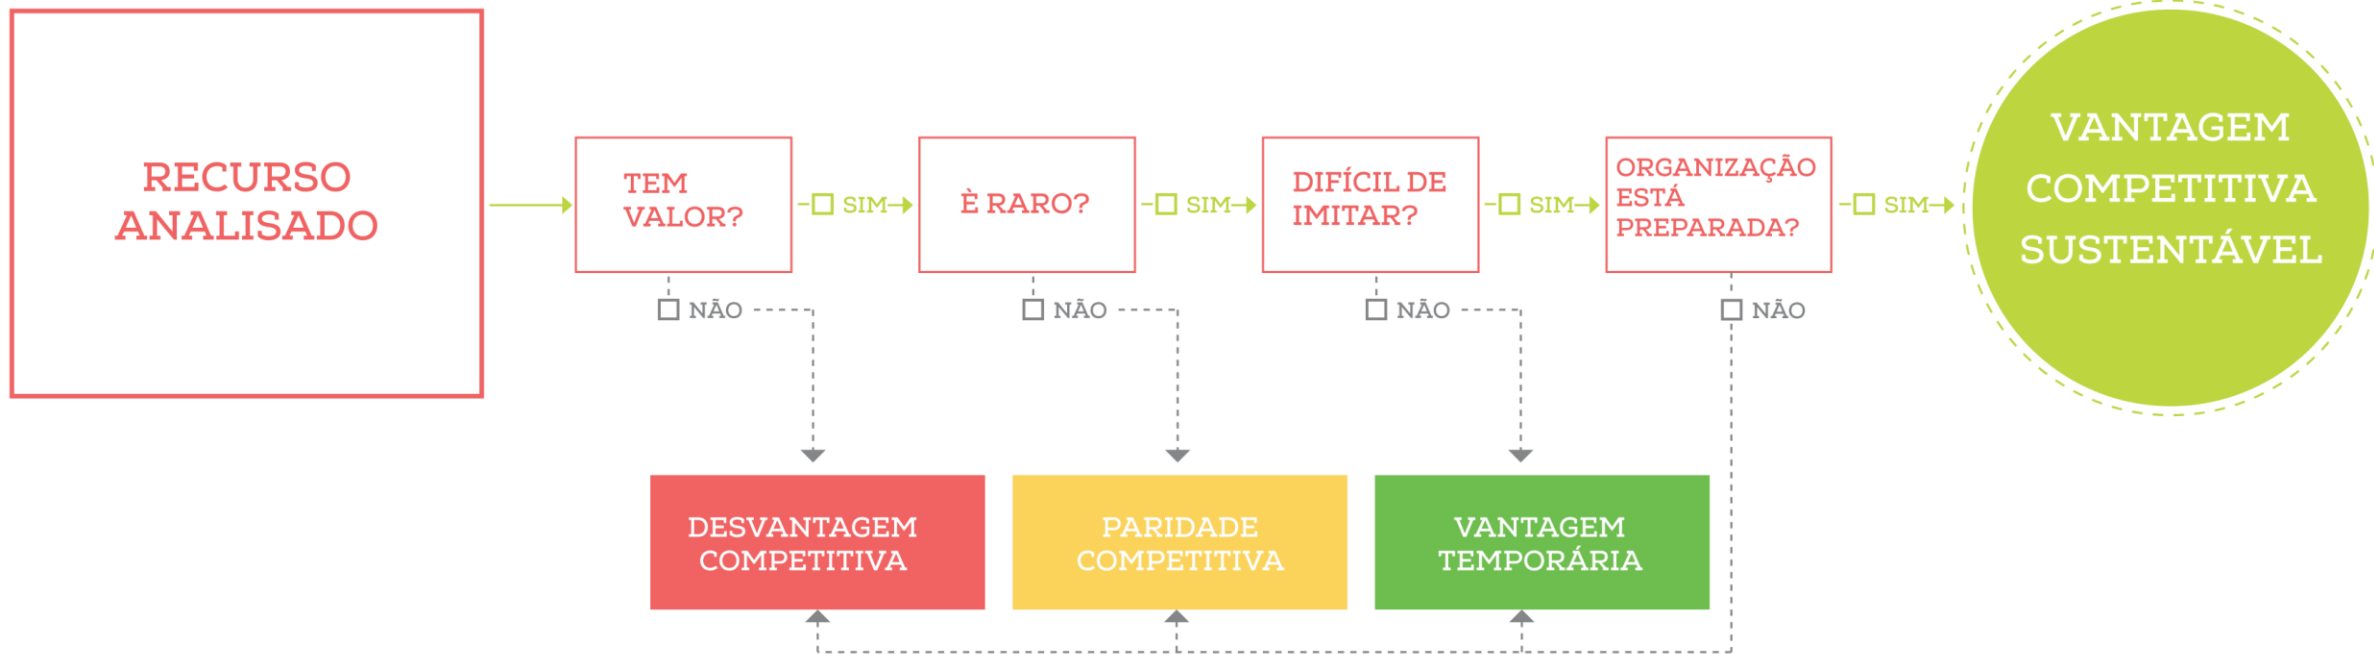 RECURSO
ANALISADO
TEM
VALOR?
SIM
È RARO?
SIM
DIFÍCIL DE
IMITAR?
SIM
ORGANIZAÇÃO
ESTÁ
PREPARADA?
SIM
VANTAGEM
COMPETITIVA
SUSTENTÁVEL
NÃO
NÃO
NÃO
NÃO
DESVANTAGEM
COMPETITIVA
PARIDADE
COMPETITIVA
VANTAGEM
TEMPORÁRIA